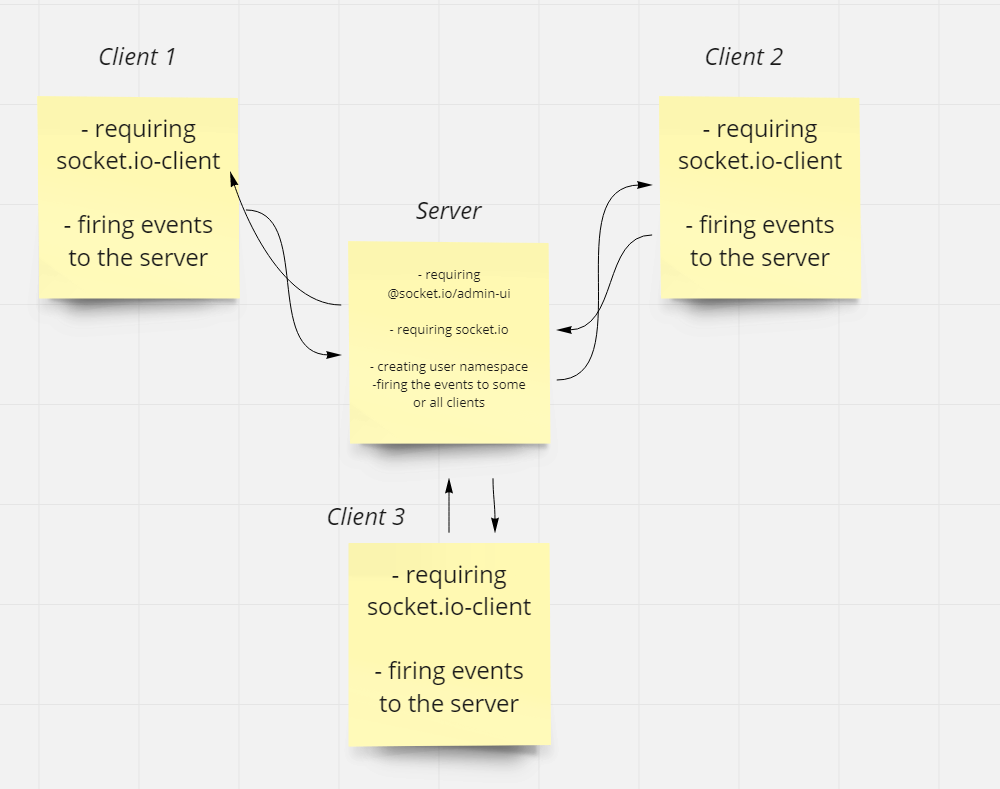 Client 1
- requiring
socket.io-client
- firing events
to the server
Client 2
- requiring
socket.io-client
- firing events
to the server
Server
- requiring
@socket.io/admin-ui
- requiring socket.io
- creating user namespace
-firing the events to some
or all clients
Client 3
- requiring
socket.io-client
- firing events
to the server